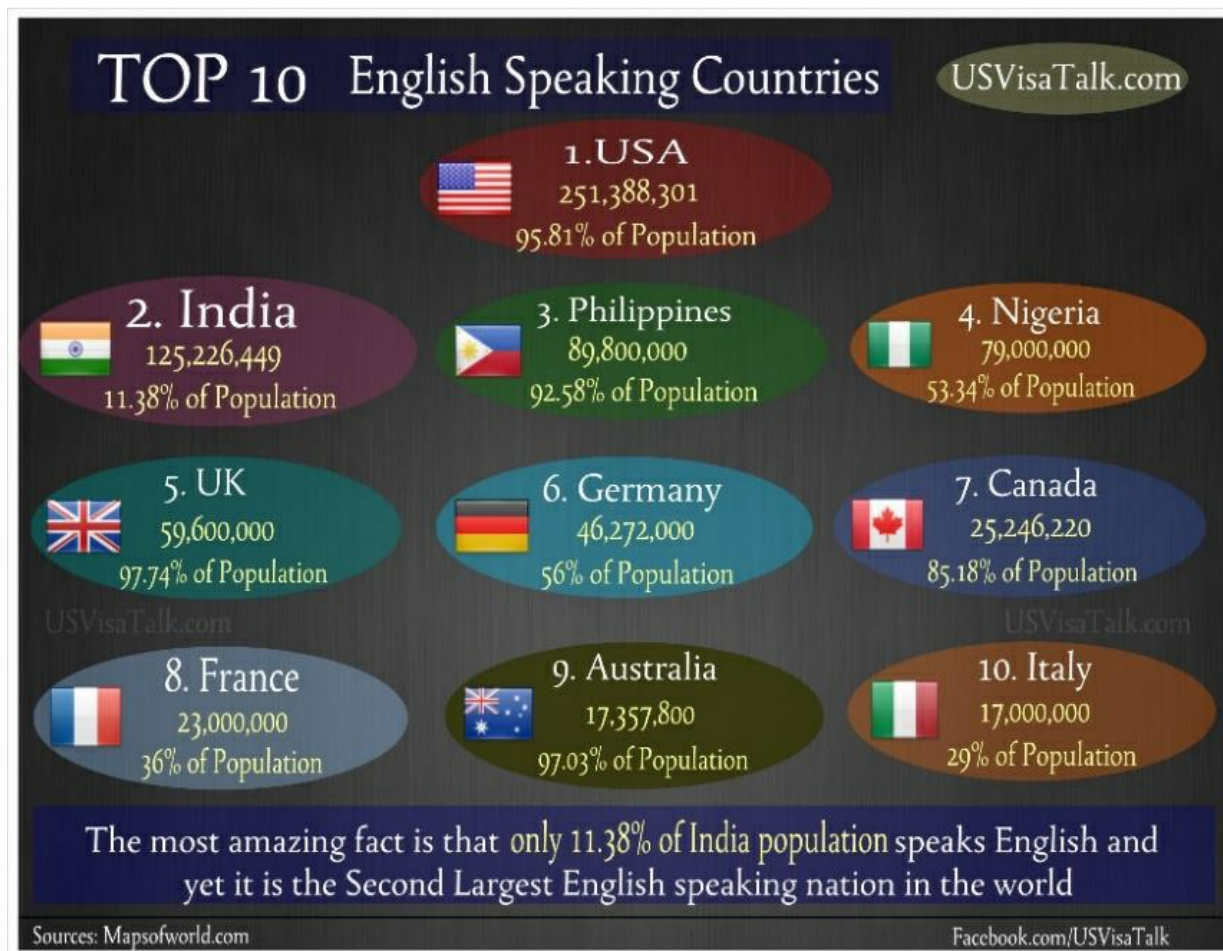 TOP 10 English Speaking Countries
USVisaTalk.com
1.USA
251,388,301
95.81% of Population
2. India
125,226,449
11.38% of Population
3. Philippines
89,800,000
92.58% of Population
4. Nigeria
79,000,000
53.34% of Population
5. UK
59,600,000
97.74% of Population
6. Germany
46,272,000
56% of Population
7. Canada
25,246,220
85.18% of Population
USVisaTalk.com
USVisaTalk.com
8. France
23,000,000
36% of Population
9. Australia
17,357,800
97.03% of Population
10. Italy
17,000,000
29% of Population
The most amazing fact is that only 11.38% of India population speaks English and
yet it is the Second Largest English speaking nation in the world
Sources: Mapsofworld.com
Facebook.com/USVisaTalk